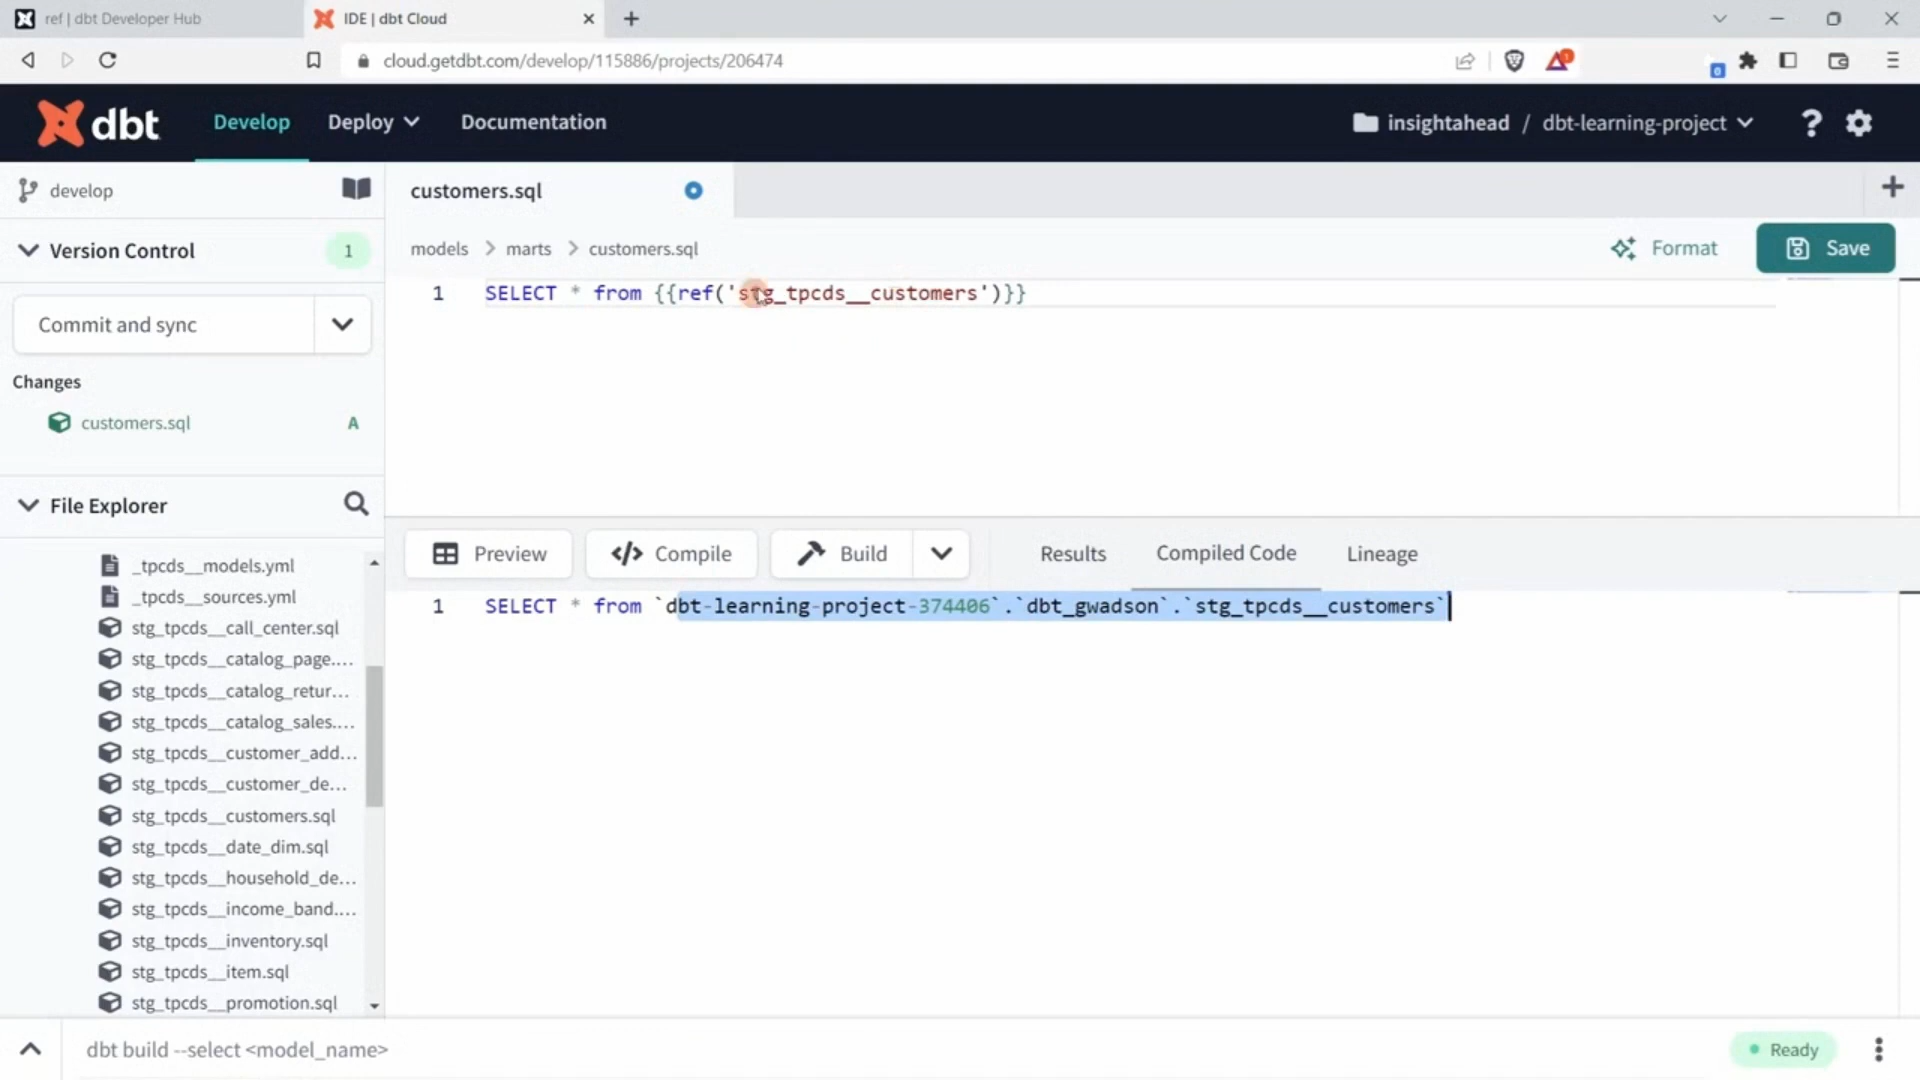 ref | dbt Developer Hub
IDE | dbt Cloud
cloud.getdbt.com/develop/115886/projects/206474
0
dbt
Develop
Deploy
Documentation
insightahead / dbt-learning-project
develop
Version Control
1
Commit and sync
Changes
customers.sql
A
File Explorer
_tpcds__models.yml
_tpcds__sources.yml
stg_tpcds__call_center.sql
stg_tpcds__catalog_page....
stg_tpcds__catalog_retur...
stg_tpcds__catalog_sales....
stg_tpcds__customer_add...
stg_tpcds__customer_de...
stg_tpcds__customers.sql
stg_tpcds__date_dim.sql
stg_tpcds__household_de...
stg_tpcds__income_band....
stg_tpcds__inventory.sql
stg_tpcds__item.sql
stg_tpcds__promotion.sql
customers.sql
models > marts > customers.sql
Format
Save
1 SELECT * from {{ref('stg_tpcds__customers')}}
Preview
Compile
Build
Results
Compiled Code
Lineage
1 SELECT * from `dbt-learning-project-374406`.`dbt_gwadson`.`stg_tpcds__customers`
dbt build --select <model_name>
Ready